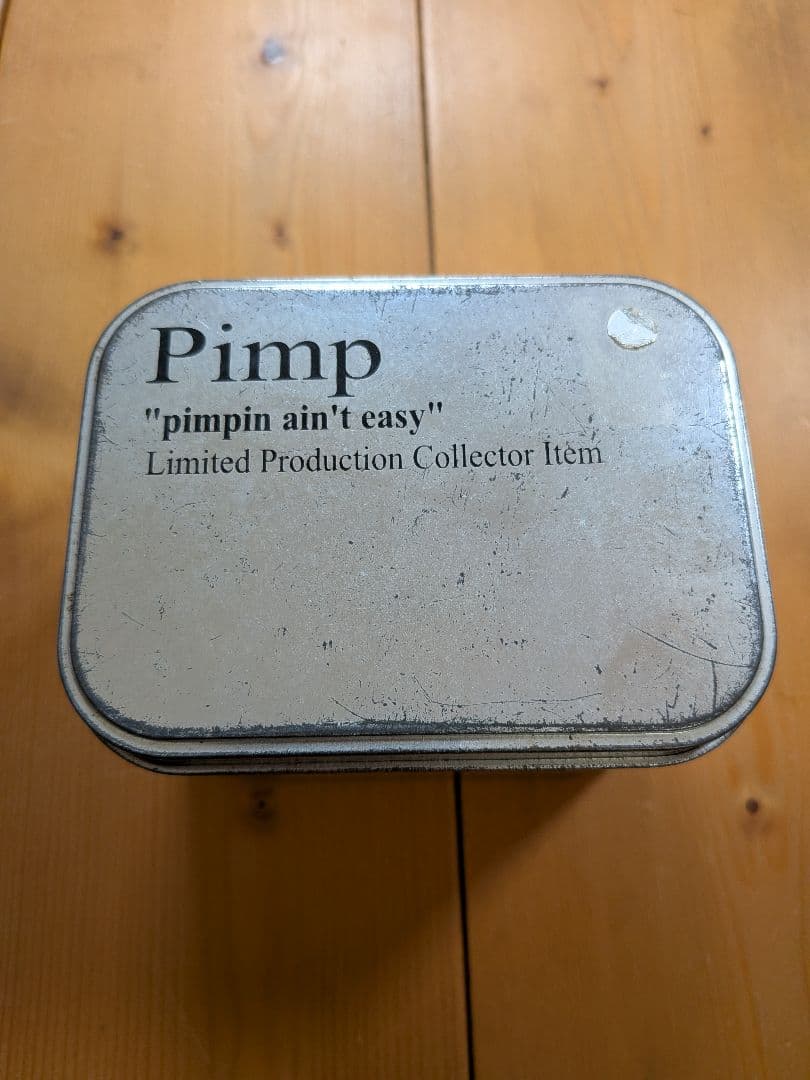 Pimp
"pimpin ain't easy"
Limited Production Collector Item